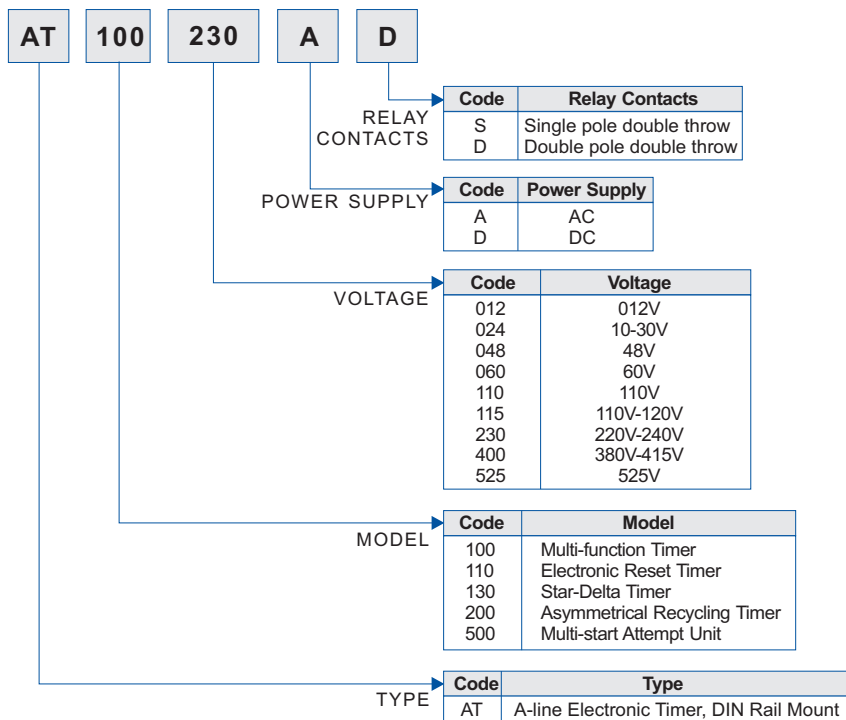 AT 100 230 A D
Code Relay Contacts
RELAY CONTACTS
S Single pole double throw
D Double pole double throw
Code Power Supply
POWER SUPPLY
A AC
D DC
Code Voltage
VOLTAGE
012 012V
024 10-30V
048 48V
060 60V
110 110V
115 110V-120V
230 220V-240V
400 380V-415V
525 525V
Code Model
MODEL
100 Multi-function Timer
110 Electronic Reset Timer
130 Star-Delta Timer
200 Asymmetrical Recycling Timer
500 Multi-start Attempt Unit
Code Type
TYPE
AT A-line Electronic Timer, DIN Rail Mount